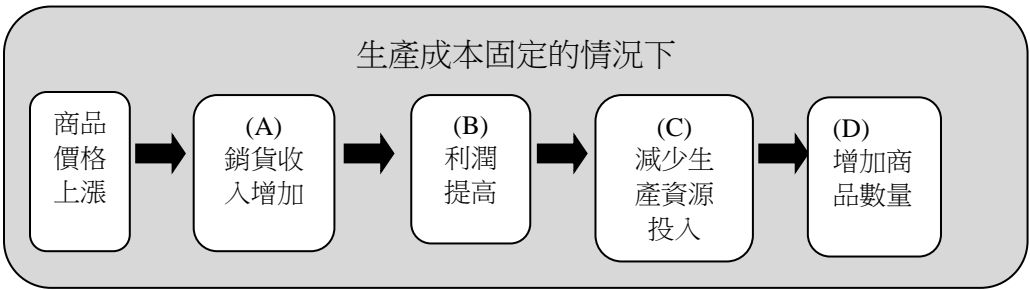 生產成本固定的情況下
商品
價格
上漲
(A)
銷貨收
入增加
(B)
利潤
提高
(C)
減少生
產資源
投入
(D)
增加商
品數量